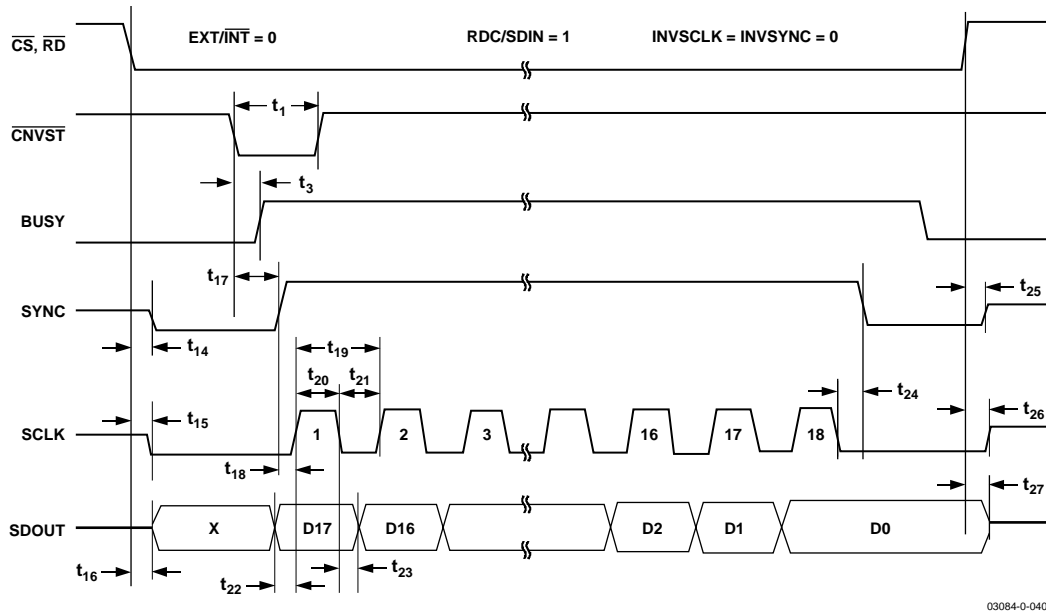 CS, RD
EXT/INT = 0
RDC/SDIN = 1
INVSCLK = INVSYNC = 0
t1
CNVST
t3
BUSY
t17
SYNC
t25
t14
t19
t20
t21
t24
t15
t26
SCLK
1
2
3
16
17
18
t18
t27
SDOUT
X
D17
D16
D2
D1
D0
t16
t22
t23
03084-0-040